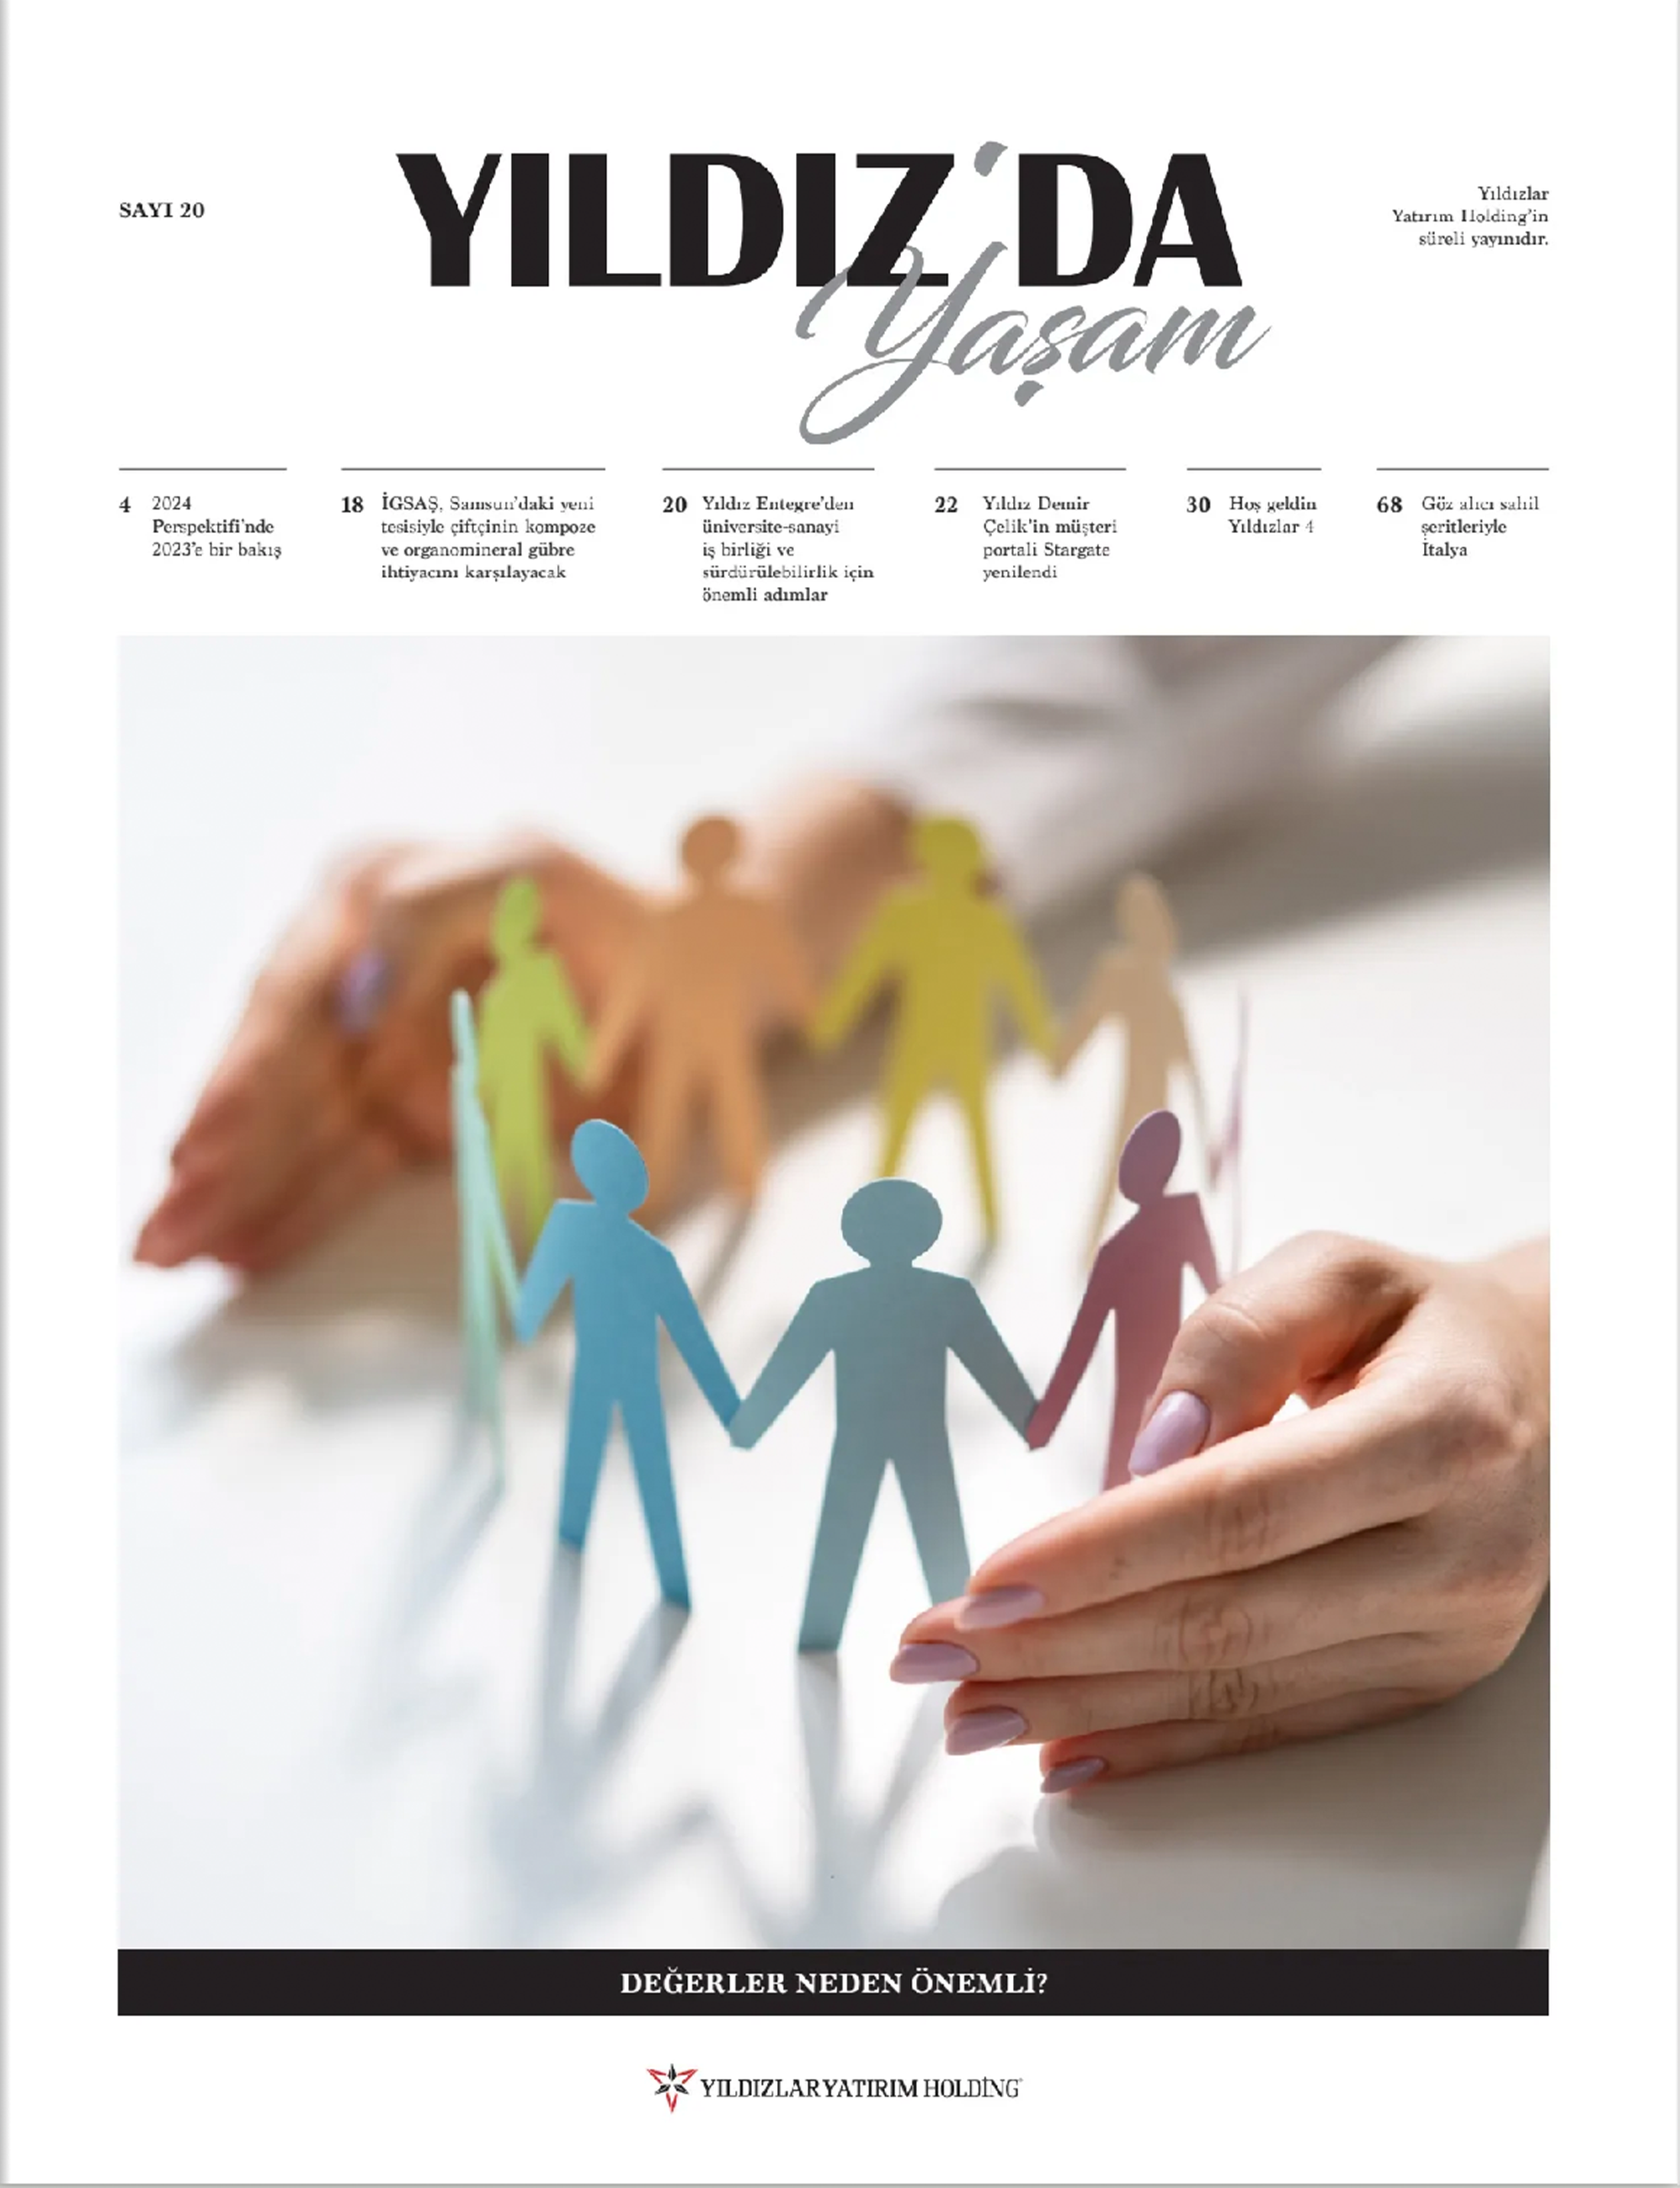 SAYI 20
YILDIZ'DA
Yaşam
Yıldızlar
Yatırım Holding'in
süreli yayınıdır.
4 2024
Perspektifi'nde
2023'e bir bakış
18 İGSAŞ, Samsun'daki yeni
tesisiyle çiftçinin kompoze
ve organomineral gübre
ihtiyacını karşılayacak
20 Yıldız Entegre'den
üniversite-sanayi
iş birliği ve
sürdürülebilirlik için
önemli adımlar
22 Yıldız Demir
Çelik'in müşteri
portali Stargate
yenilendi
30 Hoş geldin
Yıldızlar 4
68 Göz alıcı sahil
şeritleriyle
İtalya
DEĞERLER NEDEN ÖNEMLİ?
YILDIZLAR YATIRIM HOLDİNG